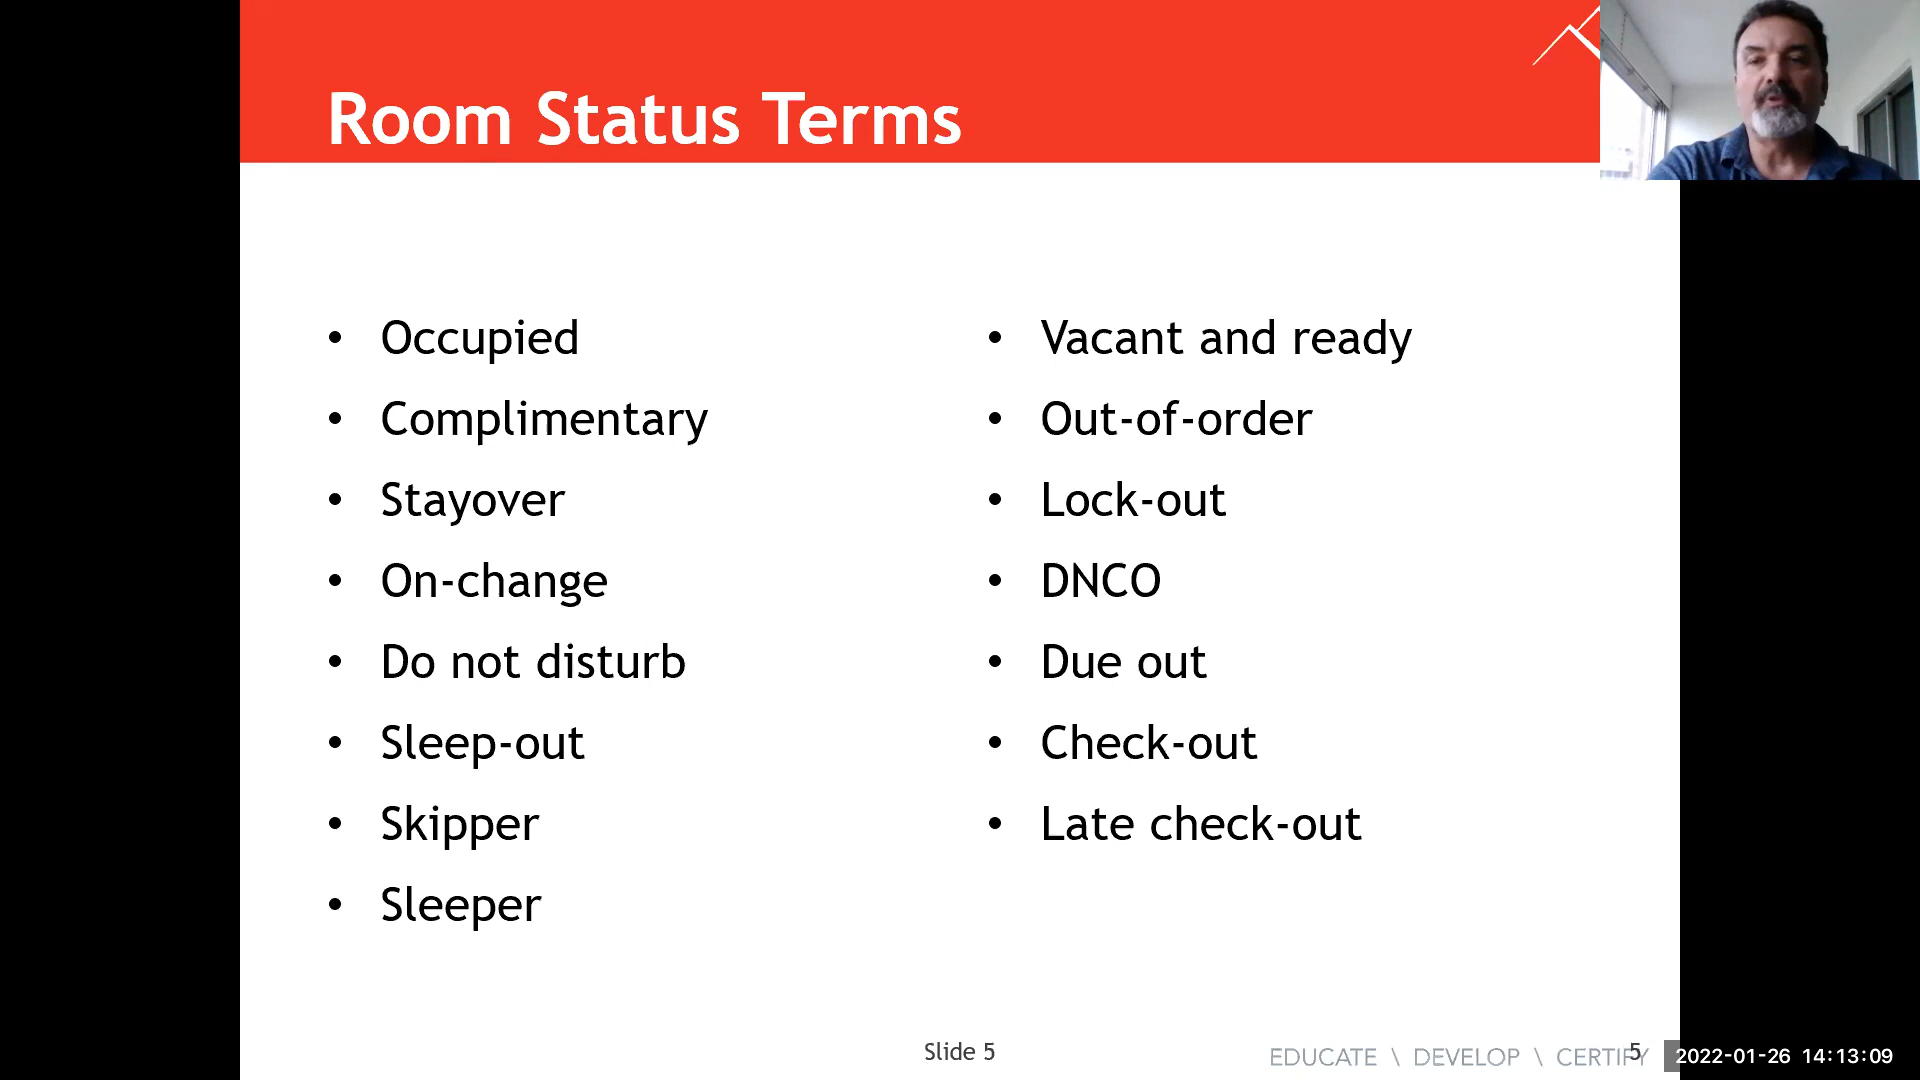 Room Status Terms
• Occupied
• Complimentary
• Stayover
• On-change
• Do not disturb
• Sleep-out
• Skipper
• Sleeper
• Vacant and ready
• Out-of-order
• Lock-out
• DNCO
• Due out
• Check-out
• Late check-out
Slide 5
EDUCATE \ DEVELOP \ CERTIFY
5
2022-01-26 14:13:09